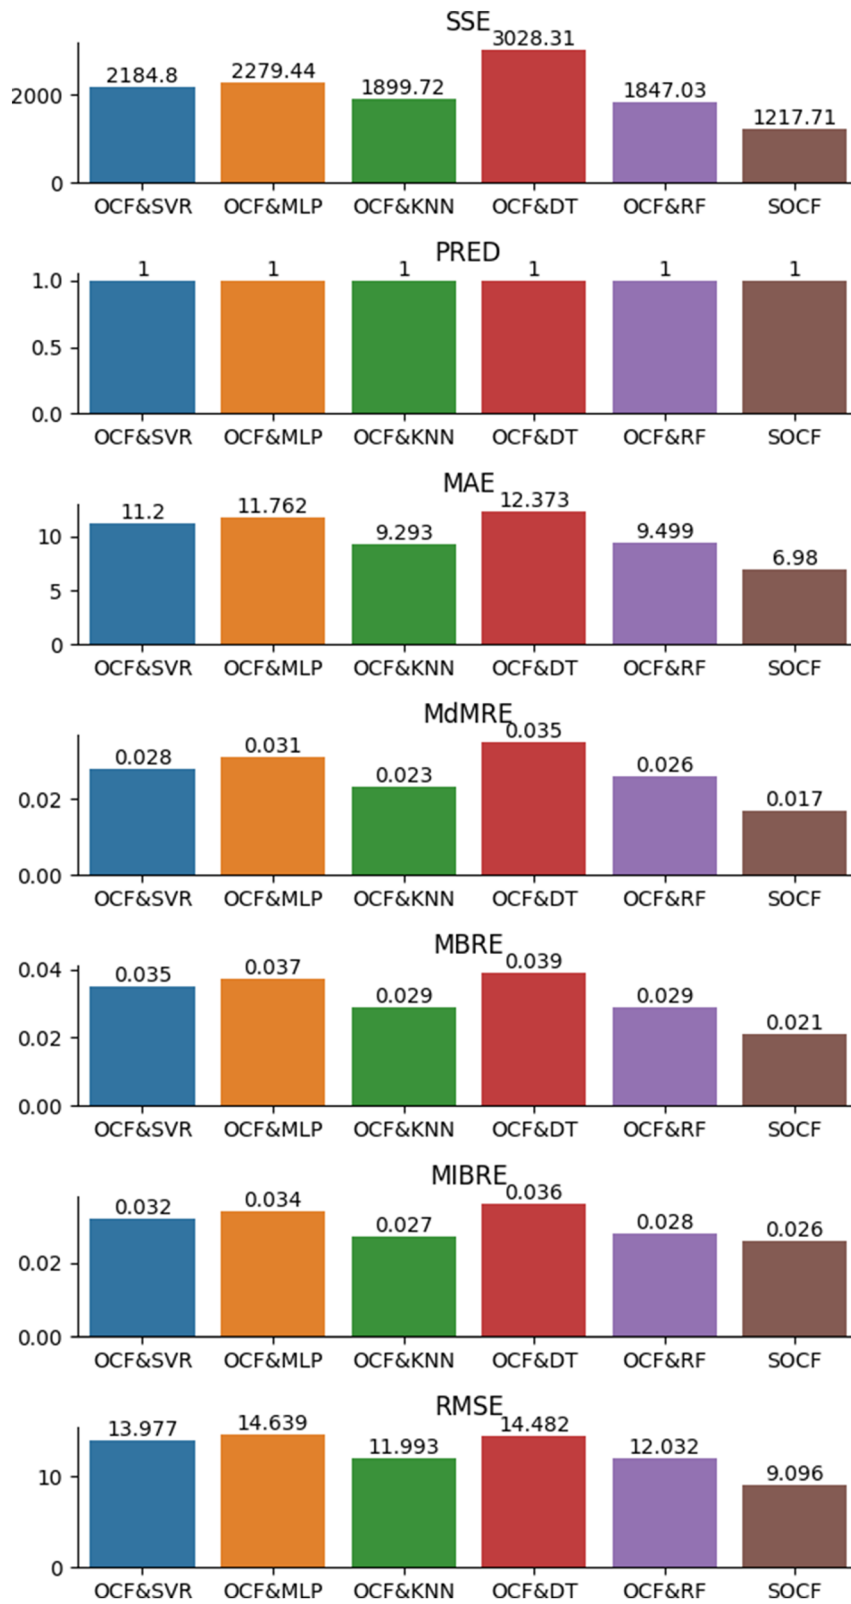 SSE
2184.8 2279.44 1899.72 3028.31 1847.03 1217.71
2000
0
OCF&SVR OCF&MLP OCF&KNN OCF&DT OCF&RF SOCF
PRED
1 1 1 1 1 1
1.0
0.5
0.0
OCF&SVR OCF&MLP OCF&KNN OCF&DT OCF&RF SOCF
MAE
11.2 11.762 9.293 12.373 9.499 6.98
10
5
0
OCF&SVR OCF&MLP OCF&KNN OCF&DT OCF&RF SOCF
MdMRE
0.028 0.031 0.023 0.035 0.026 0.017
0.02
0.00
OCF&SVR OCF&MLP OCF&KNN OCF&DT OCF&RF SOCF
MBRE
0.035 0.037 0.029 0.039 0.029 0.021
0.04
0.02
0.00
OCF&SVR OCF&MLP OCF&KNN OCF&DT OCF&RF SOCF
MIBRE
0.032 0.034 0.027 0.036 0.028 0.026
0.02
0.00
OCF&SVR OCF&MLP OCF&KNN OCF&DT OCF&RF SOCF
RMSE
13.977 14.639 11.993 14.482 12.032 9.096
10
0
OCF&SVR OCF&MLP OCF&KNN OCF&DT OCF&RF SOCF